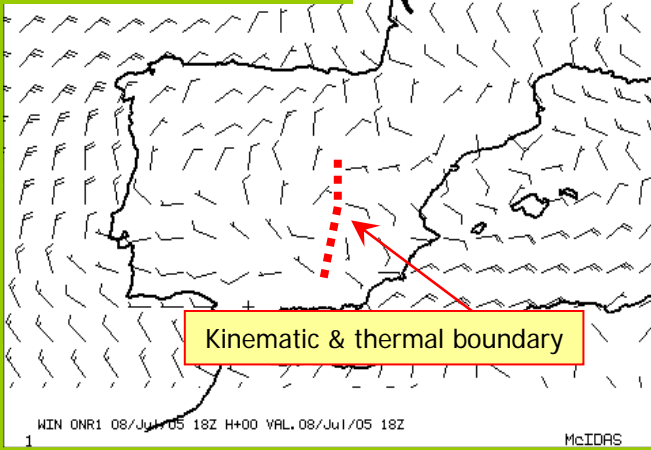 Kinematic & thermal boundary
WIN ONR1 08/Jul/05 18Z H+00 VAL.08/Jul/05 18Z
1 McIDAS